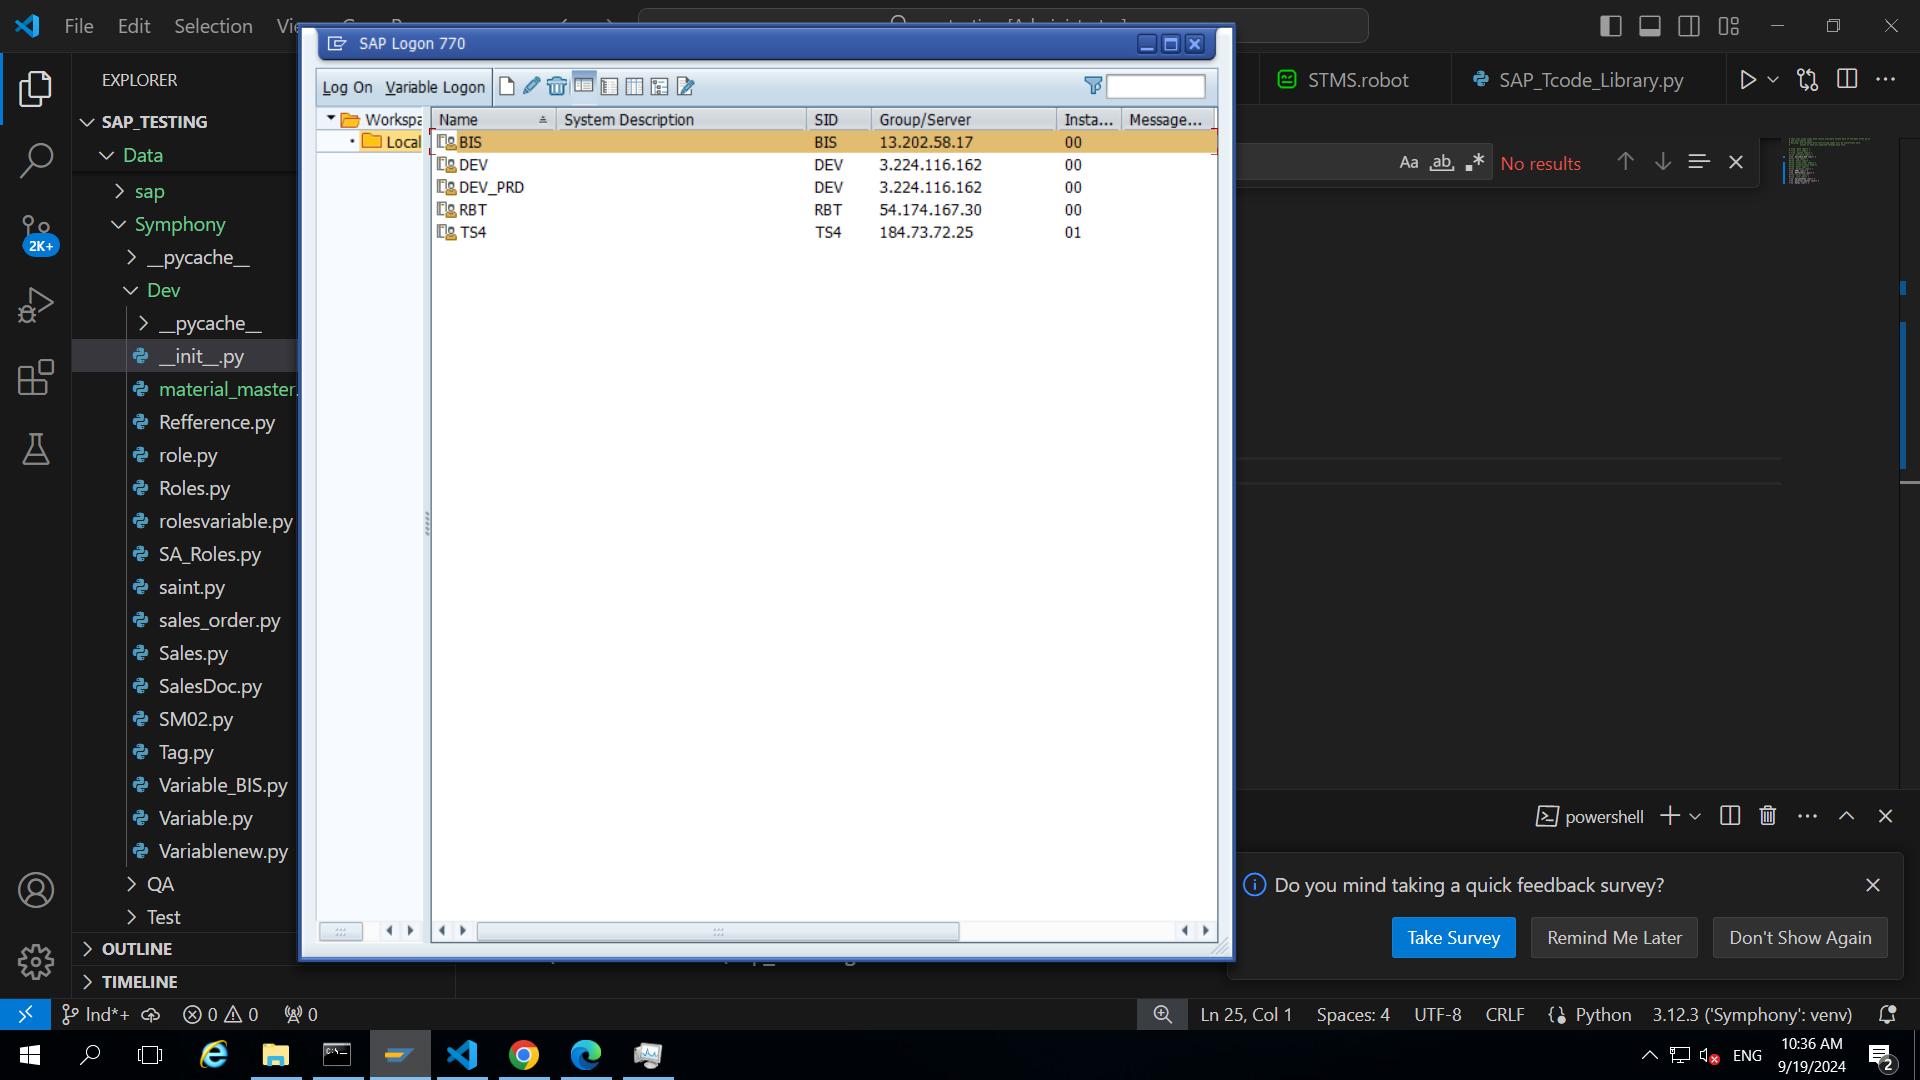 File Edit Selection
SAP Logon 770
Log On Variable Logon
Workspa
Local
Name System Description SID Group/Server Insta... Message...
BIS BIS 13.202.58.17 00
DEV DEV 3.224.116.162 00
DEV_PRD DEV 3.224.116.162 00
RBT RBT 54.174.167.30 00
TS4 TS4 184.73.72.25 01
EXPLORER
SAP_TESTING
Data
sap
Symphony
__pycache__
Dev
__pycache__
__init__.py
material_master.
Refference.py
role.py
Roles.py
rolesvariable.py
SA_Roles.py
saint.py
sales_order.py
Sales.py
SalesDoc.py
SM02.py
Tag.py
Variable_BIS.py
Variable.py
Variablenew.py
QA
Test
OUTLINE
TIMELINE
2K+
STMS.robot SAP_Tcode_Library.py
Aa ab No results
powershell
Do you mind taking a quick feedback survey?
Take Survey Remind Me Later Don't Show Again
Ind*+ 0 0 0
Ln 25, Col 1 Spaces: 4 UTF-8 CRLF Python 3.12.3 ('Symphony': venv)
ENG 10:36 AM
9/19/2024
2